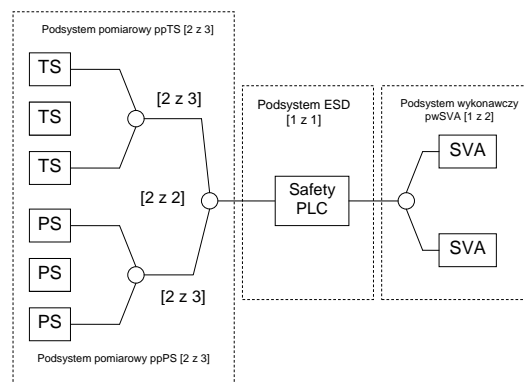 Podsystem pomiarowy ppTS [2 z 3]
TS
TS
TS
[2 z 3]
[2 z 2]
PS
PS
PS
[2 z 3]
Podsystem pomiarowy ppPS [2 z 3]
Podsystem ESD
[1 z 1]
Safety
PLC
Podsystem wykonawczy
pwSVA [1 z 2]
SVA
SVA